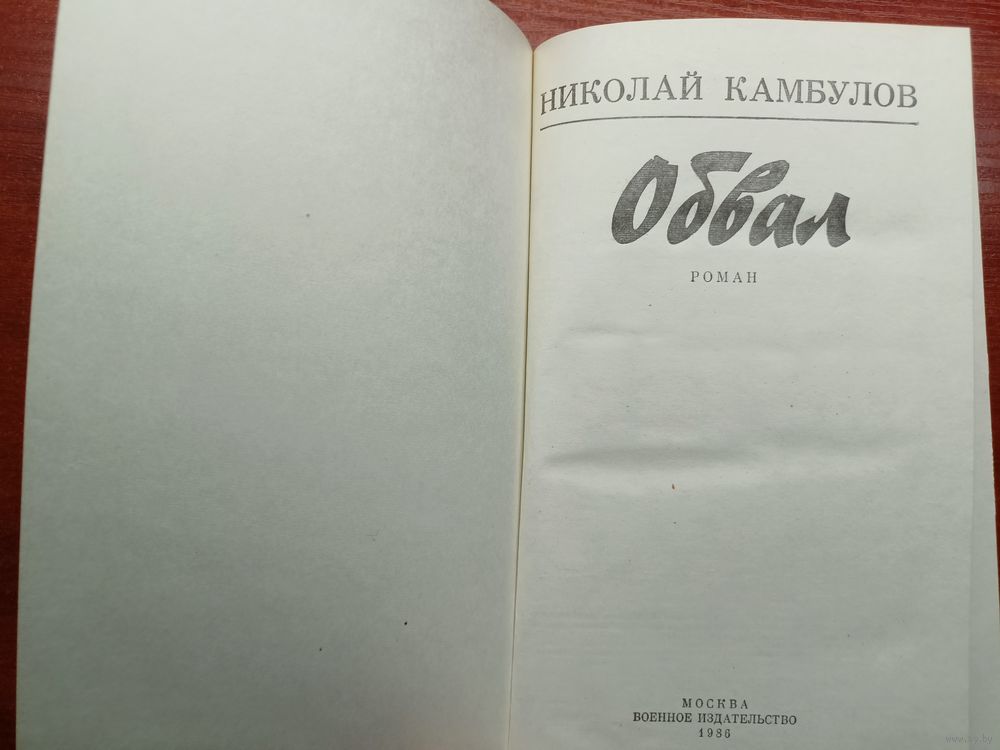 НИКОЛАЙ КАМБУЛОВ
Обвал
РОМАН
МОСКВА
ВОЕННОЕ ИЗДАТЕЛЬСТВО
1986